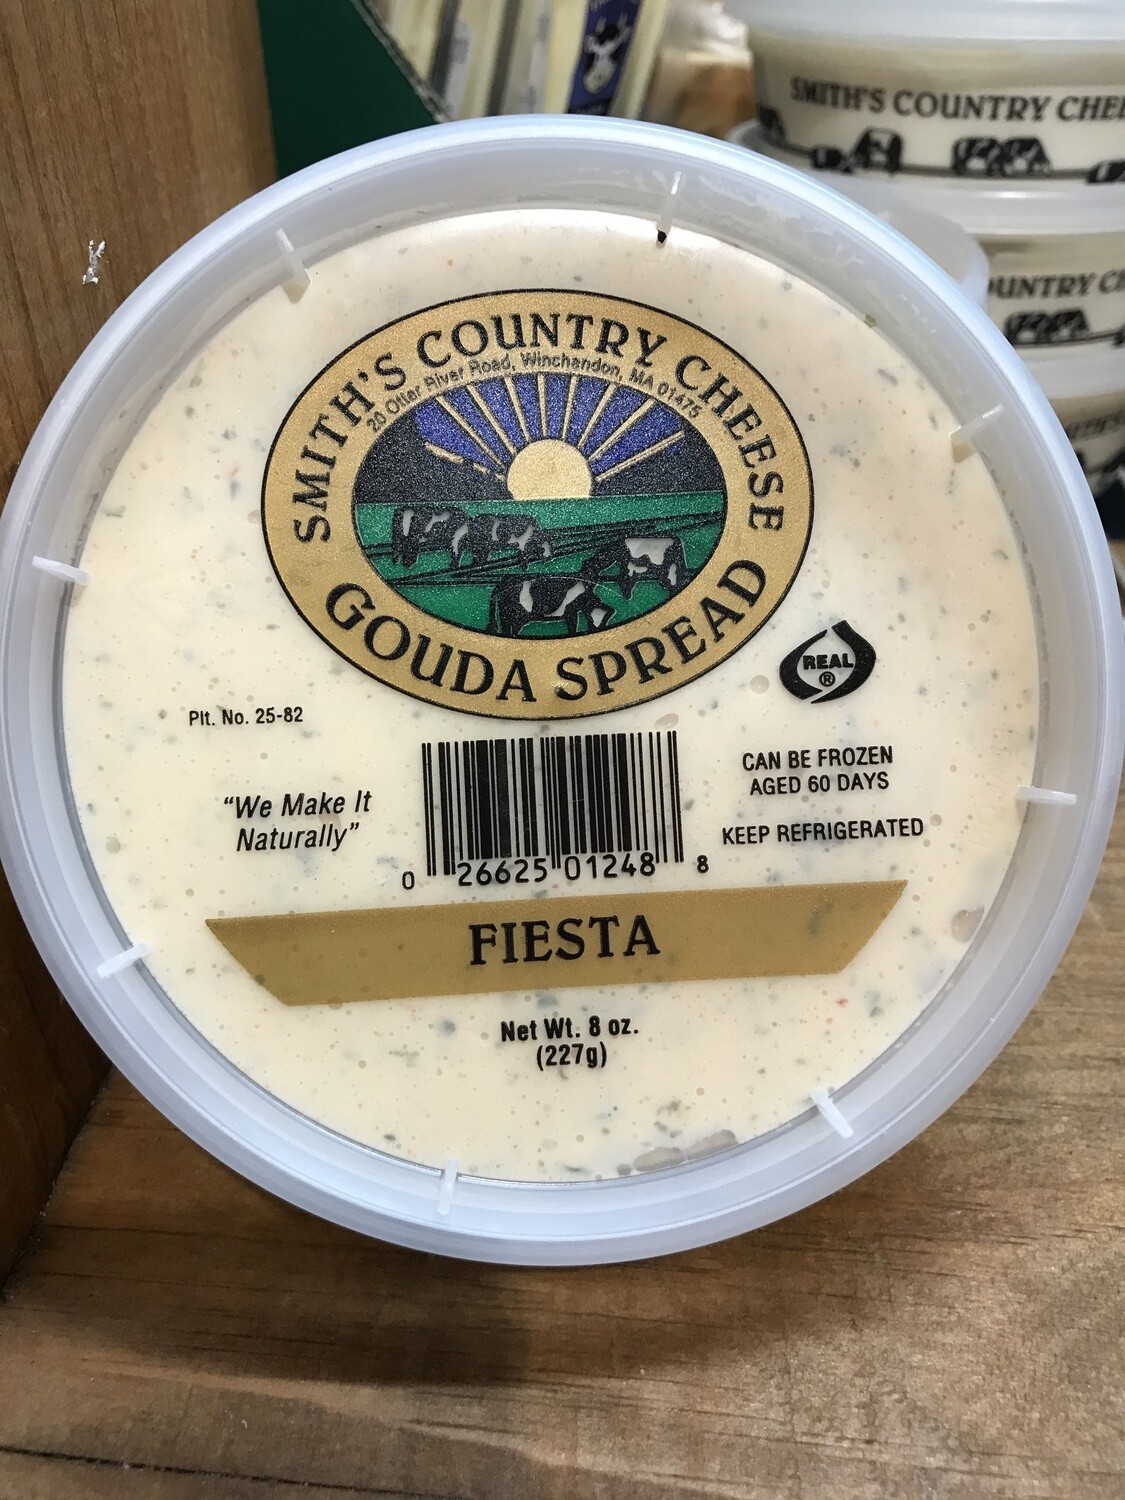 SMITH'S COUNTRY CHEESE
20 Otter River Road, Winchendon, MA 01475
GOUDA SPREAD
REAL
®
Plt. No. 25-82
"We Make It
Naturally"
CAN BE FROZEN
AGED 60 DAYS
KEEP REFRIGERATED
0 26625 01248 8
FIESTA
Net Wt. 8 oz.
(227g)
SMITH'S COUNTRY CHEE
OUNTRY C